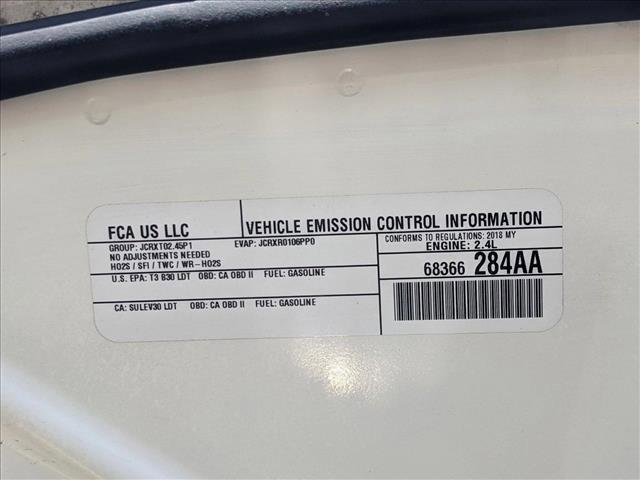 FCA US LLC
VEHICLE EMISSION CONTROL INFORMATION
GROUP: JCRXT02.45P1 EVAP: JCRXR0106PP0
NO ADJUSTMENTS NEEDED
HO2S / SFI / TWC / WR-HO2S
CONFORMS TO REGULATIONS: 2018 MY
ENGINE: 2.4L
U.S. EPA: T3 B30 LDT OBD: CA OBD II FUEL: GASOLINE
68366 284AA
CA: SULEV30 LDT OBD: CA OBD II FUEL: GASOLINE